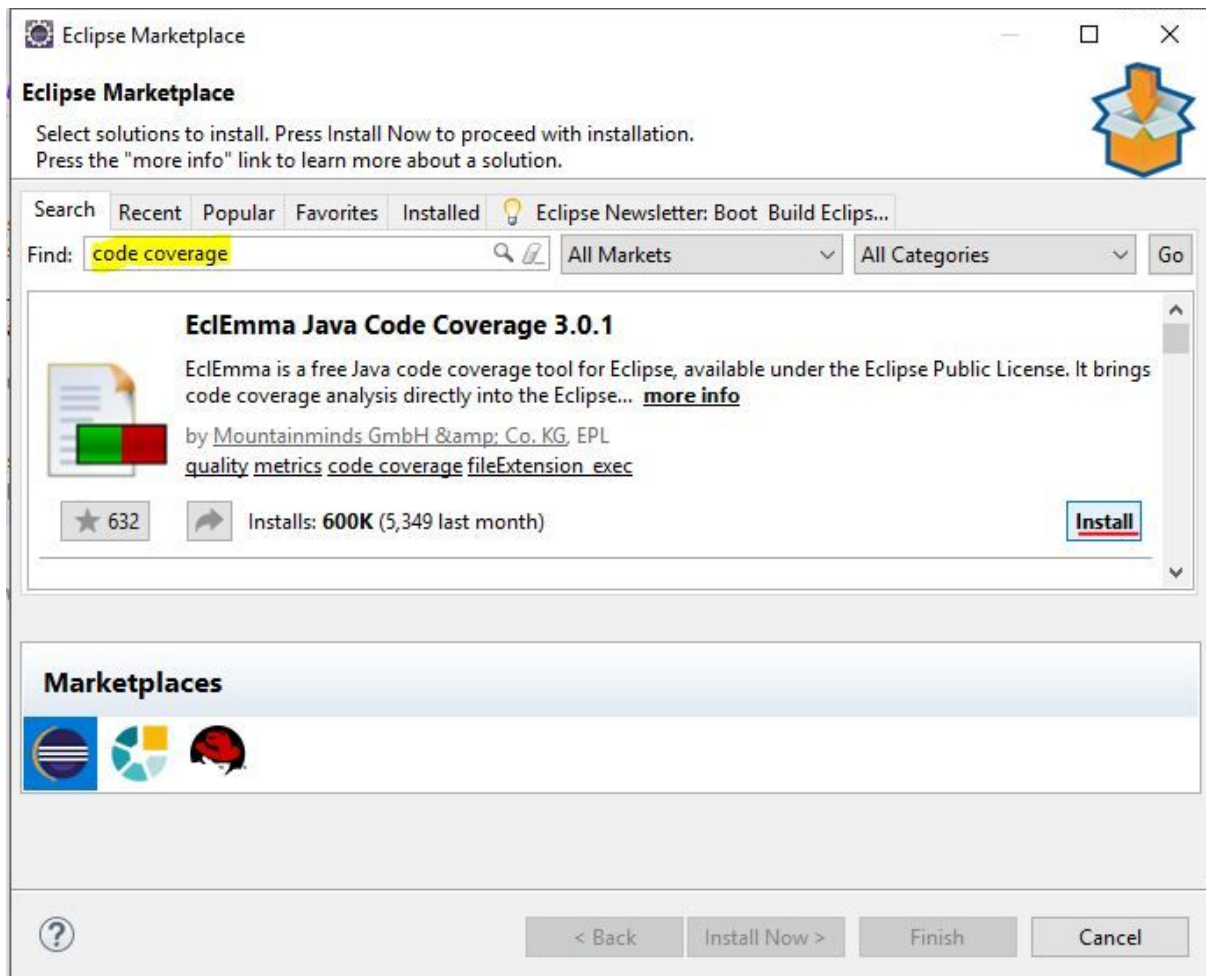 Eclipse Marketplace
Eclipse Marketplace
Select solutions to install. Press Install Now to proceed with installation.
Press the "more info" link to learn more about a solution.
Search Recent Popular Favorites Installed Eclipse Newsletter: Boot Build Eclips...
Find: code coverage All Markets All Categories Go
EclEmma Java Code Coverage 3.0.1
EclEmma is a free Java code coverage tool for Eclipse, available under the Eclipse Public License. It brings
code coverage analysis directly into the Eclipse... more info
by Mountainminds GmbH &amp; Co. KG, EPL
quality metrics code coverage fileExtension_exec
632 Installs: 600K (5,349 last month) Install
Marketplaces
? < Back Install Now > Finish Cancel